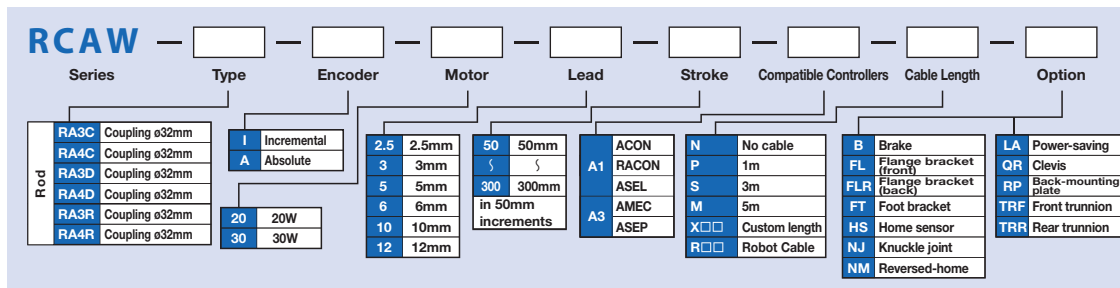 RCAW — — — — — — — —
Series Type Encoder Motor Lead Stroke Compatible Controllers Cable Length Option
Rod
RA3C Coupling ø32mm
RA4C Coupling ø32mm
RA3D Coupling ø32mm
RA4D Coupling ø32mm
RA3R Coupling ø32mm
RA4R Coupling ø32mm
I Incremental
A Absolute
20 20W
30 30W
2.5 2.5mm
3 3mm
5 5mm
6 6mm
10 10mm
12 12mm
50 50mm
⌇ ⌇
300 300mm
in 50mm
increments
A1
ACON
RACON
ASEL
A3
AMEC
ASEP
N No cable
P 1m
S 3m
M 5m
X□□ Custom length
R□□ Robot Cable
B Brake
FL Flange bracket
(front)
FLR Flange bracket
(back)
FT Foot bracket
HS Home sensor
NJ Knuckle joint
NM Reversed-home
LA Power-saving
QR Clevis
RP Back-mounting
plate
TRF Front trunnion
TRR Rear trunnion